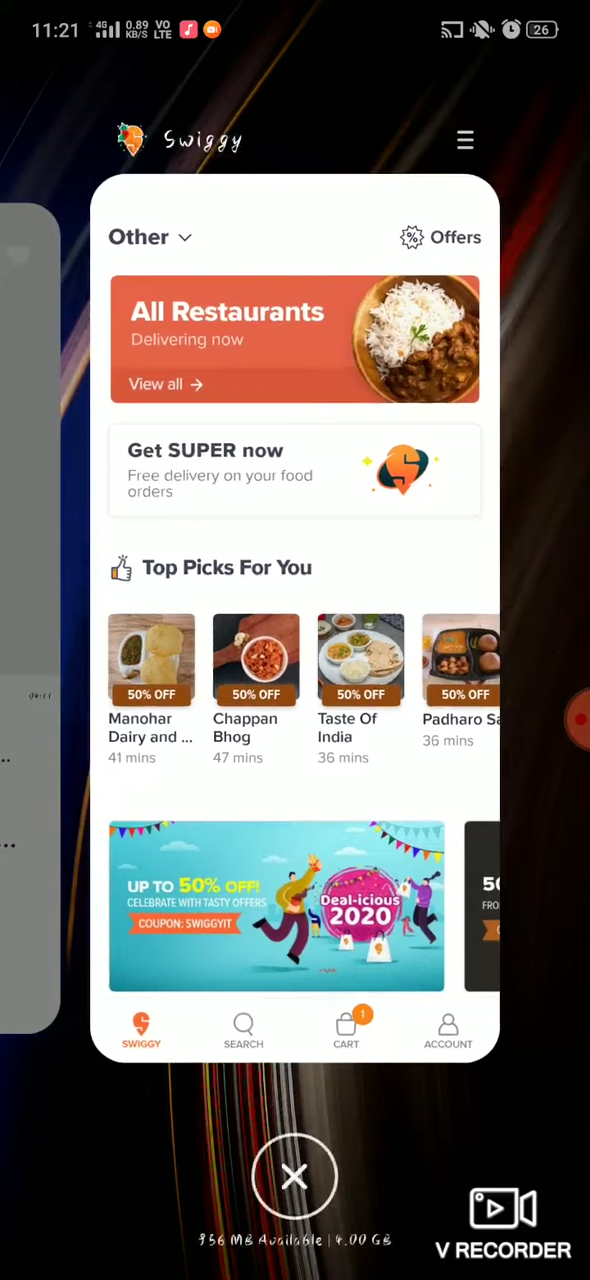 11:21 4G 0.89 KB/S VO LTE 26
Swiggy
Other
Offers
All Restaurants
Delivering now
View all →
Get SUPER now
Free delivery on your food
orders
Top Picks For You
50% OFF 50% OFF 50% OFF 50% OFF
Manohar
Dairy and ...
41 mins
Chappan
Bhog
47 mins
Taste Of
India
36 mins
Padharo Sa
36 mins
UP TO 50% OFF!
CELEBRATE WITH TASTY OFFERS
COUPON: SWIGGYIT
Deal-icious
2020
50
FRO
1
SWIGGY
SEARCH
CART
ACCOUNT
956 MB Available | 4.00 GB
V RECORDER